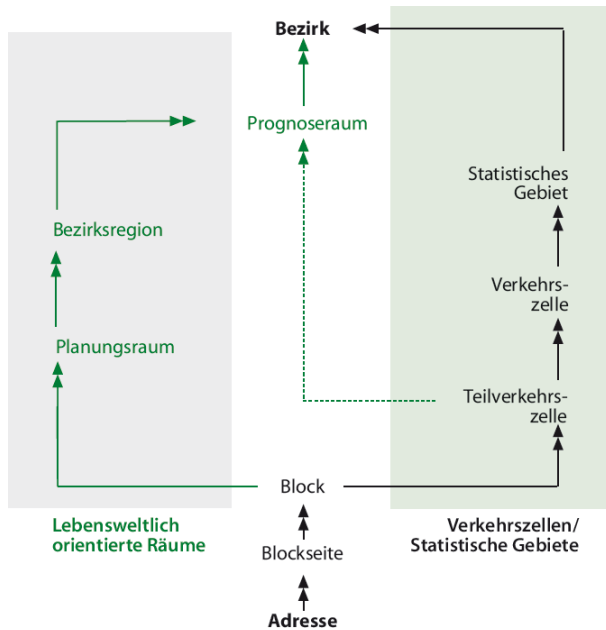 Bezirk
Prognoseraum
Statistisches
Gebiet
Bezirksregion
Verkehrs-
zelle
Planungsraum
Teilverkehrs-
zelle
Block
Lebensweltlich
orientierte Räume
Verkehrszellen/
Statistische Gebiete
Blockseite
Adresse